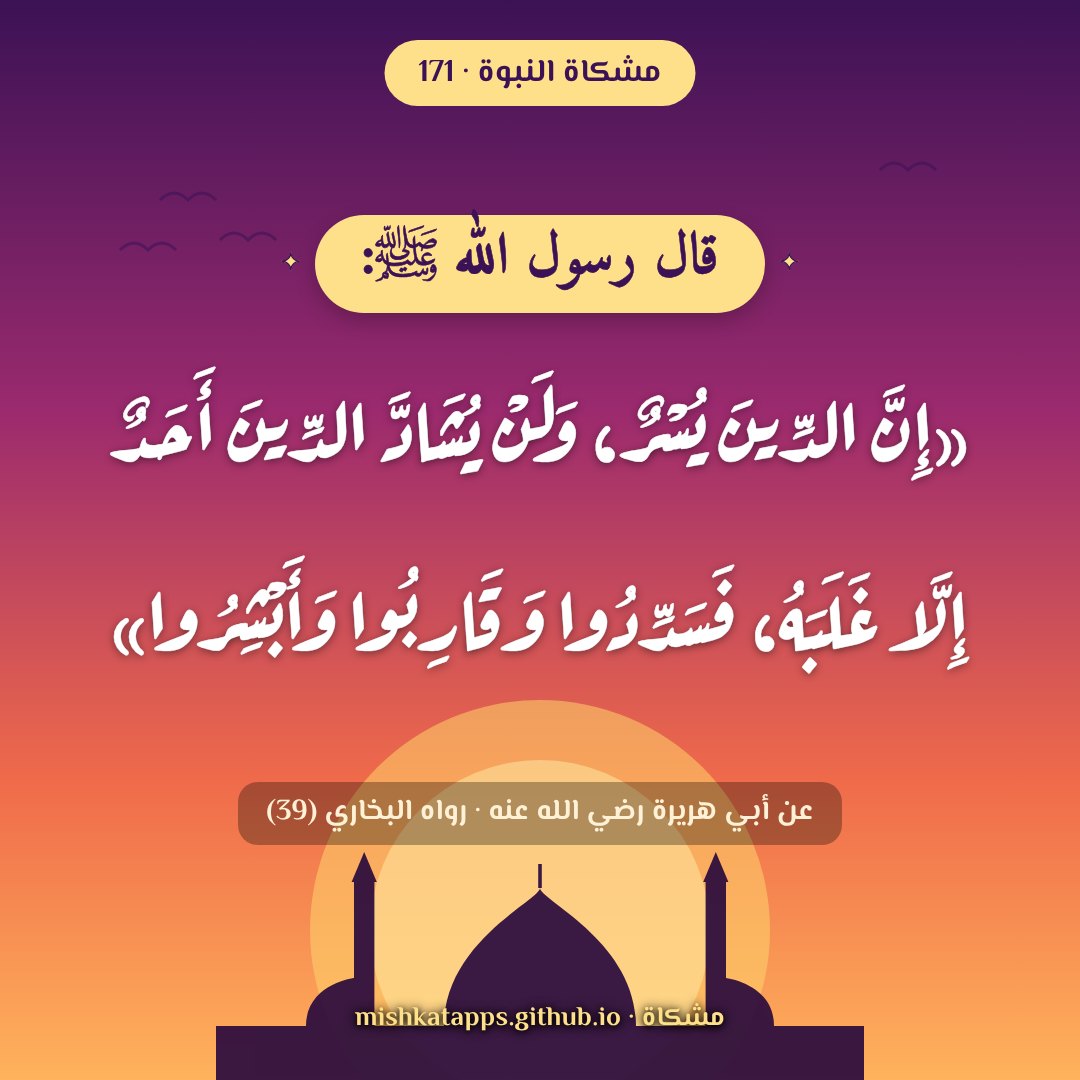 مشكاة النبوة · 171
قال رسول الله ﷺ:
«إِنَّ الدِّينَ يُسْرٌ، وَلَنْ يُشَادَّ الدِّينَ أَحَدٌ
إِلَّا غَلَبَهُ، فَسَدِّدُوا وَقَارِبُوا وَأَبْشِرُوا»
عن أبي هريرة رضي الله عنه · رواه البخاري (39)
مشكاة · mishkatapps.github.io